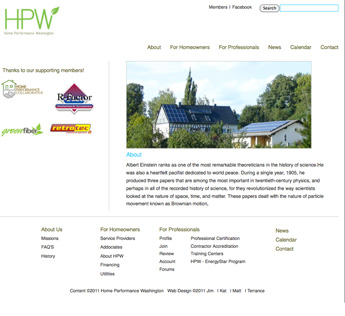 Members I Facebook
Search
HPW
Home Performance Washington
About For Homeowners For Professionals News Calendar Contact
Thanks to our supporting members!
HOME
PERFORMANCE
COLLABORATIVE
greenfiber
retrotec
About
Albert Einstein ranks as one of the most remarkable theoreticians in the history of science.He
was also a heartfelt pacifist dedicated to world peace. During a single year, 1905, he
produced three papers that are among the most important in twentieth-century physics, and
perhaps in all of the recorded history of science, for they revolutionized the way scientists
looked at the nature of space, time, and matter. These papers dealt with the nature of particle
movement known as Brownian motion,
About Us
Missions
FAQ'S
History
For Homeowners
Service Providers
Addocates
About HPW
Financing
Utilities
For Professionals
Profile Professional Certification
Join Contractor Accreditation
Review Training Centers
Account HPW - EnergyStar Program
Forums
News
Calendar
Contact
Content ©2011 Home Performance Washington Web Design ©2011 Jim I Kat I Matt I Terrance